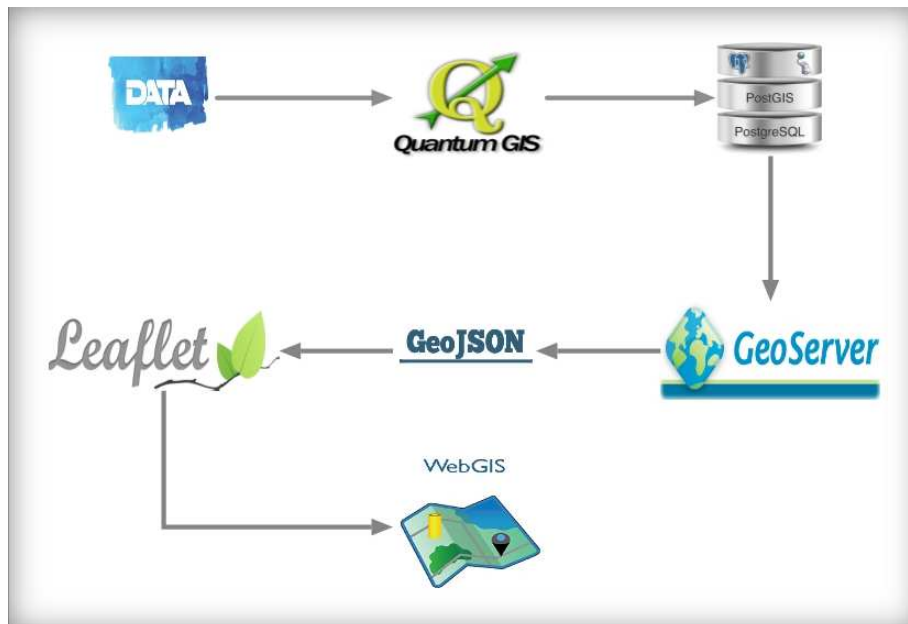 DATA
Quantum GIS
PostGIS
PostgreSQL
Leaflet
GeoJSON
GeoServer
WebGIS